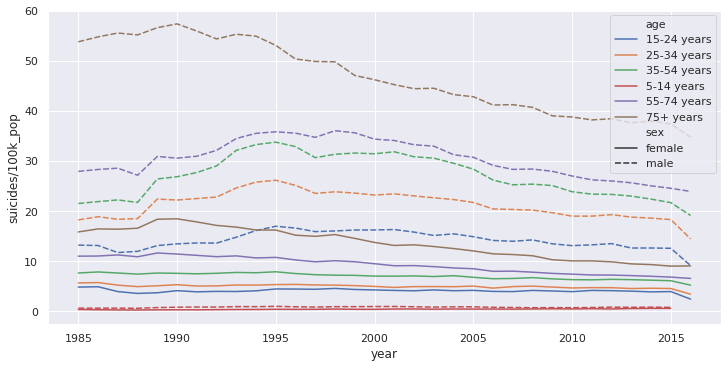 60
50
40
30
20
10
0
suicides/100k_pop
1985
1990
1995
2000
2005
2010
2015
year
age
15-24 years
25-34 years
35-54 years
5-14 years
55-74 years
75+ years
sex
female
male